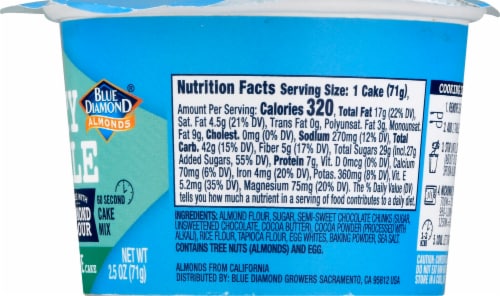 BLUE
DIAMOND
ALMONDS
60 SECOND
CAKE
MIX
NET WT
2.5 OZ (71g)
Nutrition Facts Serving Size: 1 Cake (71g),
Amount Per Serving: Calories 320, Total Fat 17g (22% DV),
Sat. Fat 4.5g (21% DV), Trans Fat 0g, Polyunsat. Fat 3g, Monounsat.
Fat 9g, Cholest. 0mg (0% DV), Sodium 270mg (12% DV), Total
Carb. 42g (15% DV), Fiber 5g (17% DV), Total Sugars 29g (incl.27g
Added Sugars, 55% DV), Protein 7g, Vit. D 0mcg (0% DV), Calcium
70mg (6% DV), Iron 4mg (20% DV), Potas. 360mg (8% DV), Vit. E
5.2mg (35% DV), Magnesium 75mg (20% DV). The % Daily Value (DV)
tells you how much a nutrient in a serving of food contributes to a daily diet.
INGREDIENTS: ALMOND FLOUR, SUGAR, SEMI-SWEET CHOCOLATE CHUNKS (SUGAR,
UNSWEETENED CHOCOLATE, COCOA BUTTER), COCOA POWDER (PROCESSED WITH
ALKALI), RICE FLOUR, TAPIOCA FLOUR, EGG WHITES, BAKING POWDER, SEA SALT.
CONTAINS TREE NUTS (ALMONDS) AND EGG.
ALMONDS FROM CALIFORNIA
DISTRIBUTED BY: BLUE DIAMOND GROWERS SACRAMENTO, CA 95812 USA